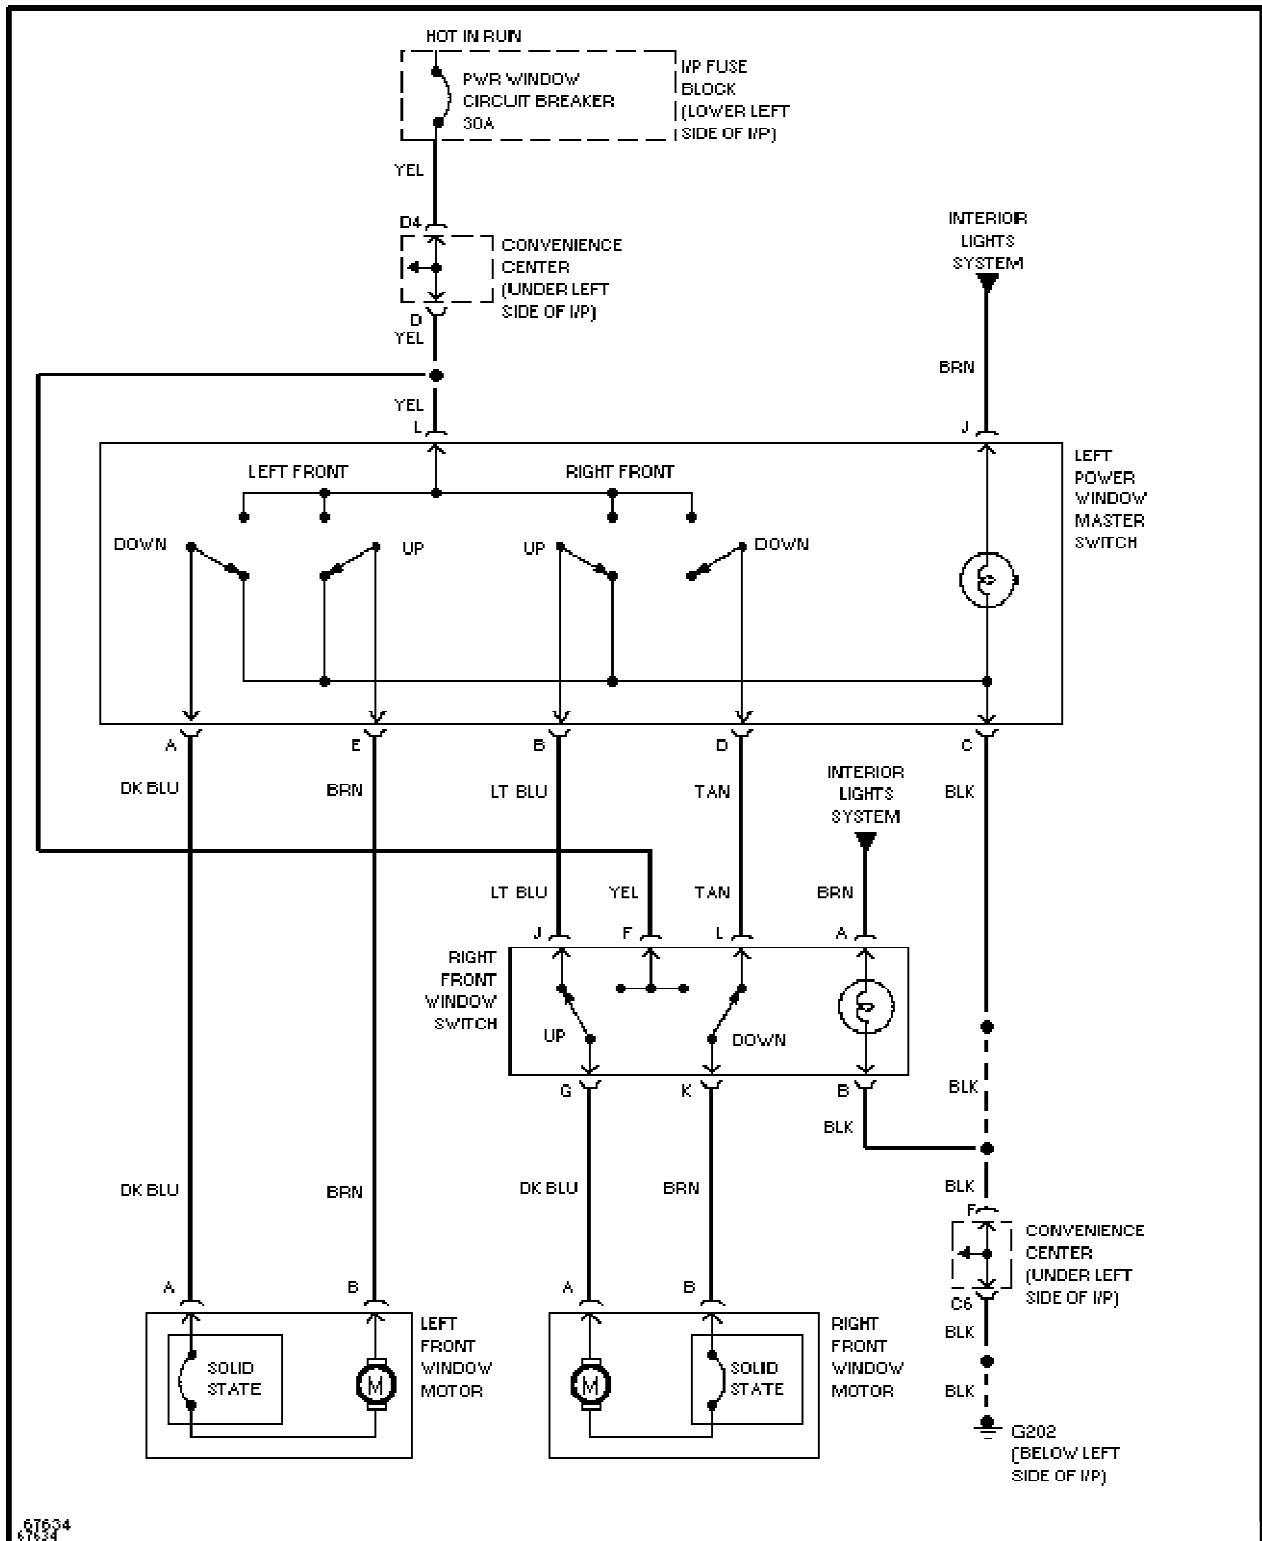 HOT IN RUN
PWR WINDOW
CIRCUIT BREAKER
30A
I/P FUSE
BLOCK
(LOWER LEFT
SIDE OF I/P)
YEL
D4
CONVENIENCE
CENTER
(UNDER LEFT
SIDE OF I/P)
D
YEL
INTERIOR
LIGHTS
SYSTEM
BRN
YEL
L
J
LEFT FRONT
RIGHT FRONT
LEFT
POWER
WINDOW
MASTER
SWITCH
DOWN
UP
UP
DOWN
A
E
B
D
C
DK BLU
BRN
LT BLU
TAN
BLK
INTERIOR
LIGHTS
SYSTEM
LT BLU
YEL
TAN
BRN
J
F
L
A
RIGHT
FRONT
WINDOW
SWITCH
UP
DOWN
G
K
B
BLK
BLK
DK BLU
BRN
DK BLU
BRN
BLK
F
CONVENIENCE
CENTER
(UNDER LEFT
SIDE OF I/P)
C6
BLK
A
B
A
B
LEFT
FRONT
WINDOW
MOTOR
SOLID
STATE
M
M
SOLID
STATE
RIGHT
FRONT
WINDOW
MOTOR
BLK
G202
(BELOW LEFT
SIDE OF I/P)
67634
67634